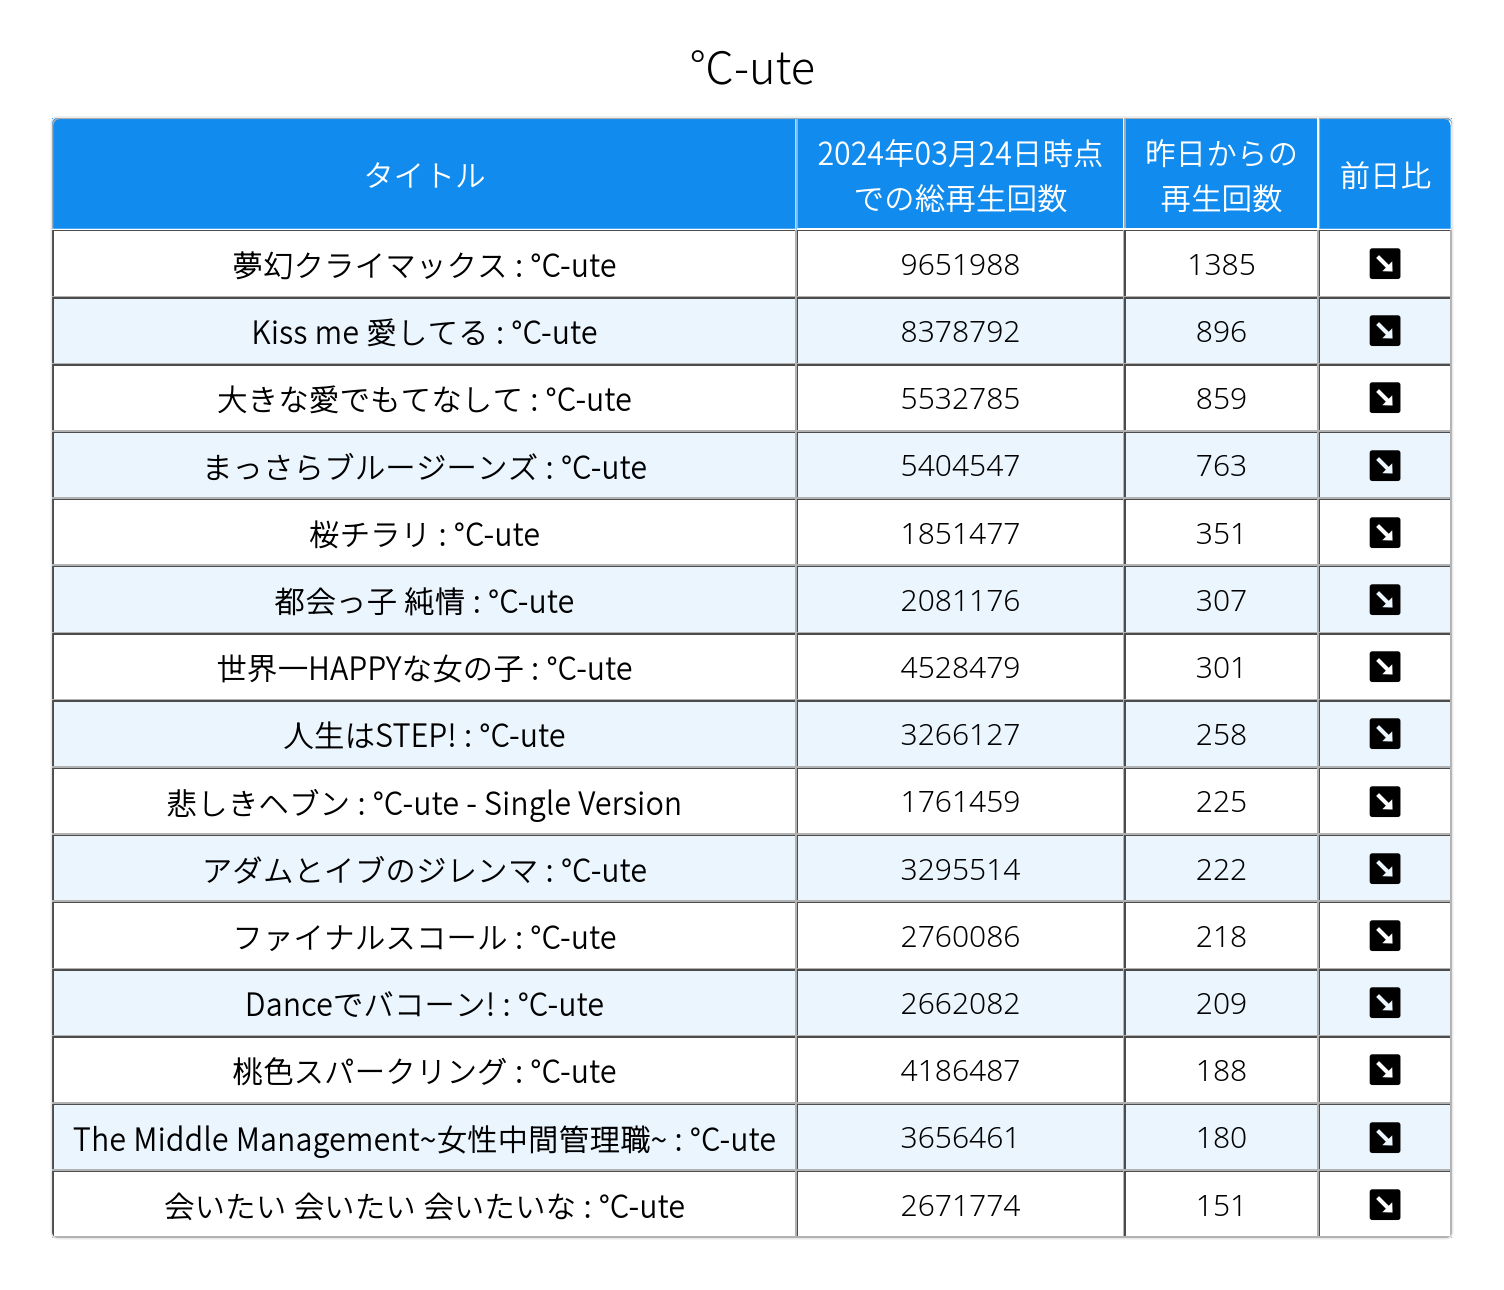 ℃-ute
タイトル
2024年03月24日時点
での総再生回数
昨日からの
再生回数
前日比
夢幻クライマックス : ℃-ute 9651988 1385
Kiss me 愛してる : ℃-ute 8378792 896
大きな愛でもてなして : ℃-ute 5532785 859
まっさらブルージーンズ : ℃-ute 5404547 763
桜チラリ : ℃-ute 1851477 351
都会っ子 純情 : ℃-ute 2081176 307
世界一HAPPYな女の子 : ℃-ute 4528479 301
人生はSTEP! : ℃-ute 3266127 258
悲しきヘブン : ℃-ute - Single Version 1761459 225
アダムとイブのジレンマ : ℃-ute 3295514 222
ファイナルスコール : ℃-ute 2760086 218
Danceでバコーン! : ℃-ute 2662082 209
桃色スパークリング : ℃-ute 4186487 188
The Middle Management~女性中間管理職~ : ℃-ute 3656461 180
会いたい 会いたい 会いたいな : ℃-ute 2671774 151